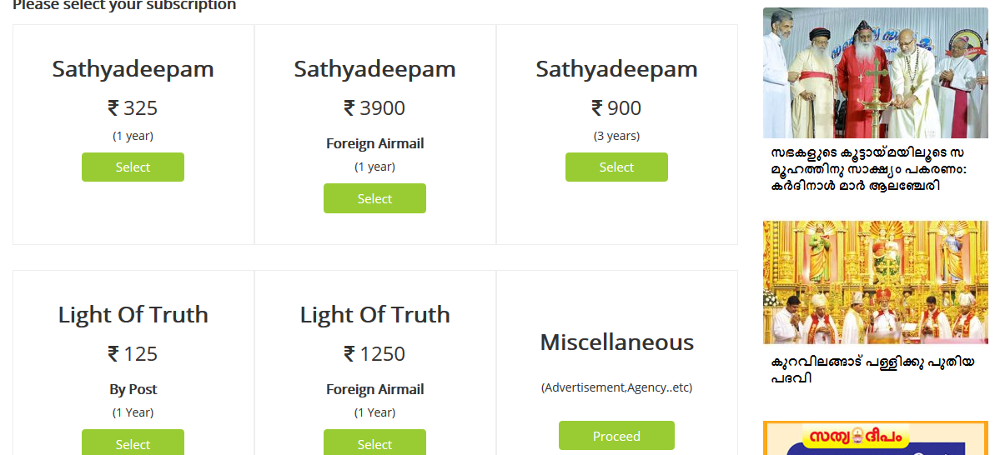 Please select your subscription
Sathyadeepam
₹ 325
(1 year)
Select
Sathyadeepam
₹ 3900
Foreign Airmail
(1 year)
Select
Sathyadeepam
₹ 900
(3 years)
Select
Light Of Truth
₹ 125
By Post
(1 Year)
Select
Light Of Truth
₹ 1250
Foreign Airmail
(1 Year)
Select
Miscellaneous
(Advertisement,Agency..etc)
Proceed
സഭകളുടെ കൂട്ടായ്മയിലൂടെ സ
മൂഹത്തിനു സാക്ഷ്യം പകരണം:
കര്‍ദിനാള്‍ മാര്‍ ആലഞ്ചേരി
കുറവിലങ്ങാട് പള്ളിക്കു പുതിയ
പദവി
സത്യദീപം